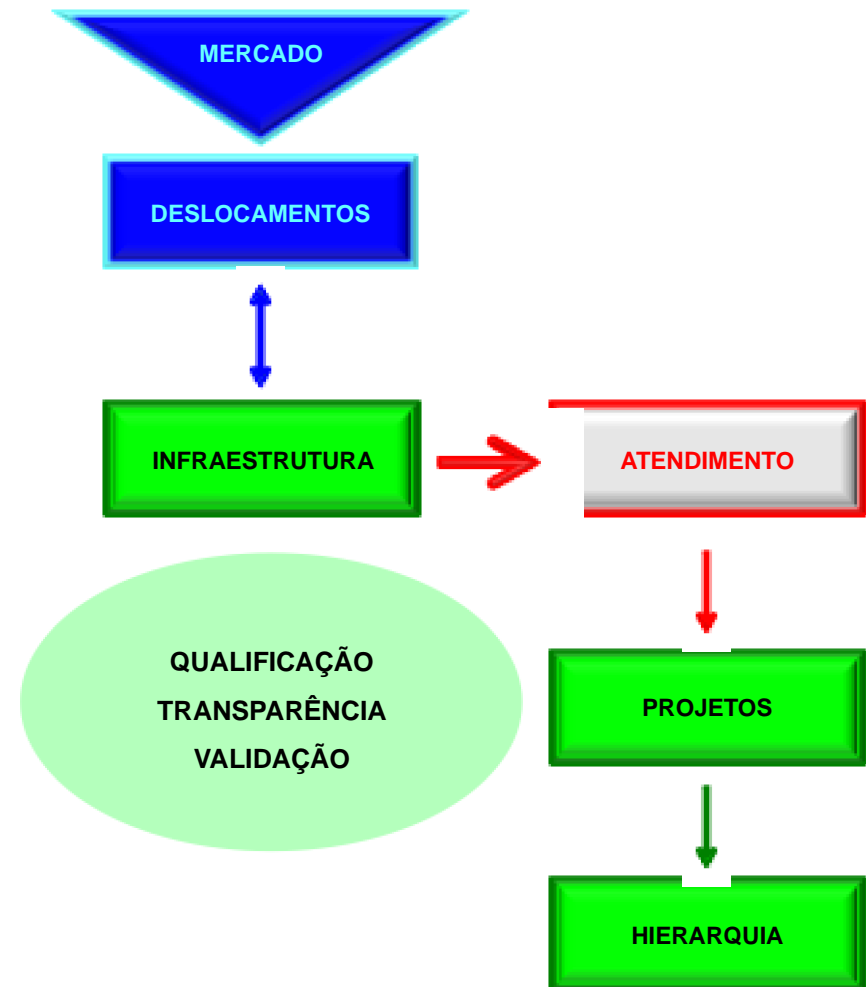 MERCADO
DESLOCAMENTOS
INFRAESTRUTURA
ATENDIMENTO
QUALIFICAÇÃO
TRANSPARÊNCIA
VALIDAÇÃO
PROJETOS
HIERARQUIA